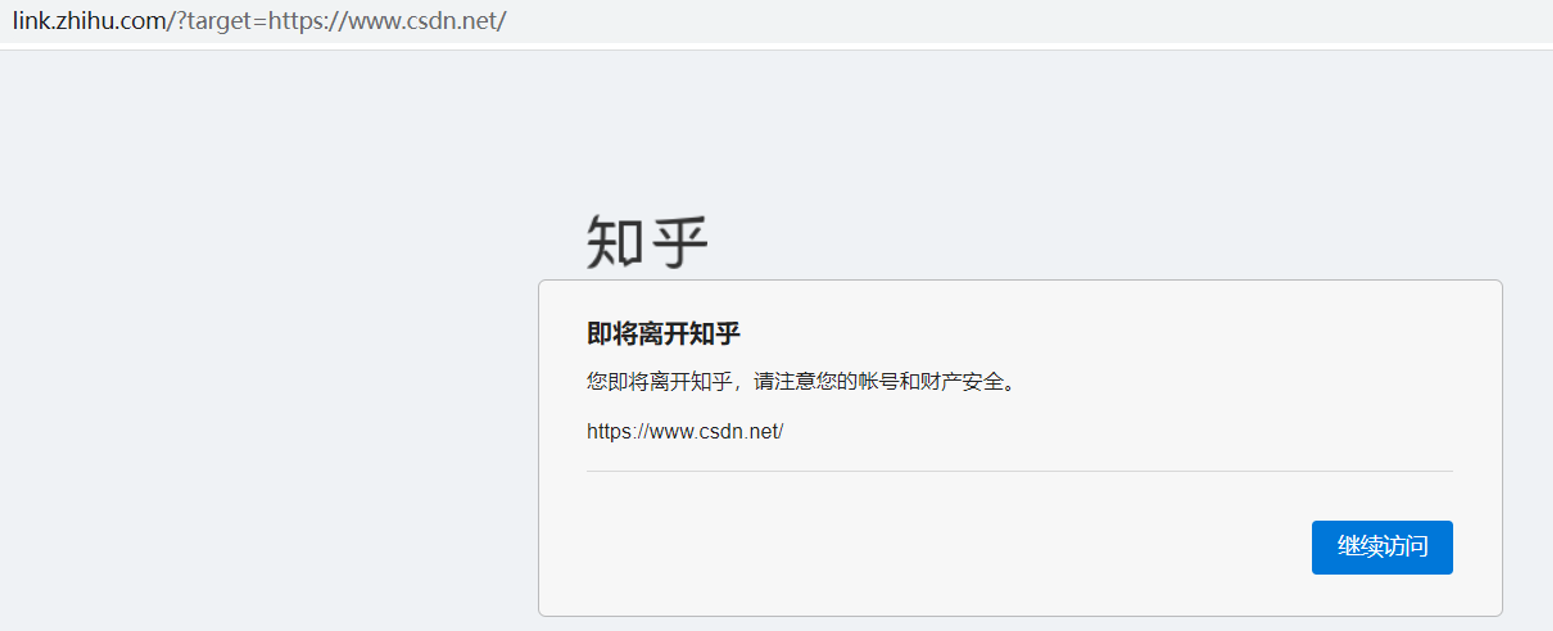 link.zhihu.com/?target=https://www.csdn.net/
知乎
即将离开知乎
您即将离开知乎，请注意您的帐号和财产安全。
https://www.csdn.net/
继续访问